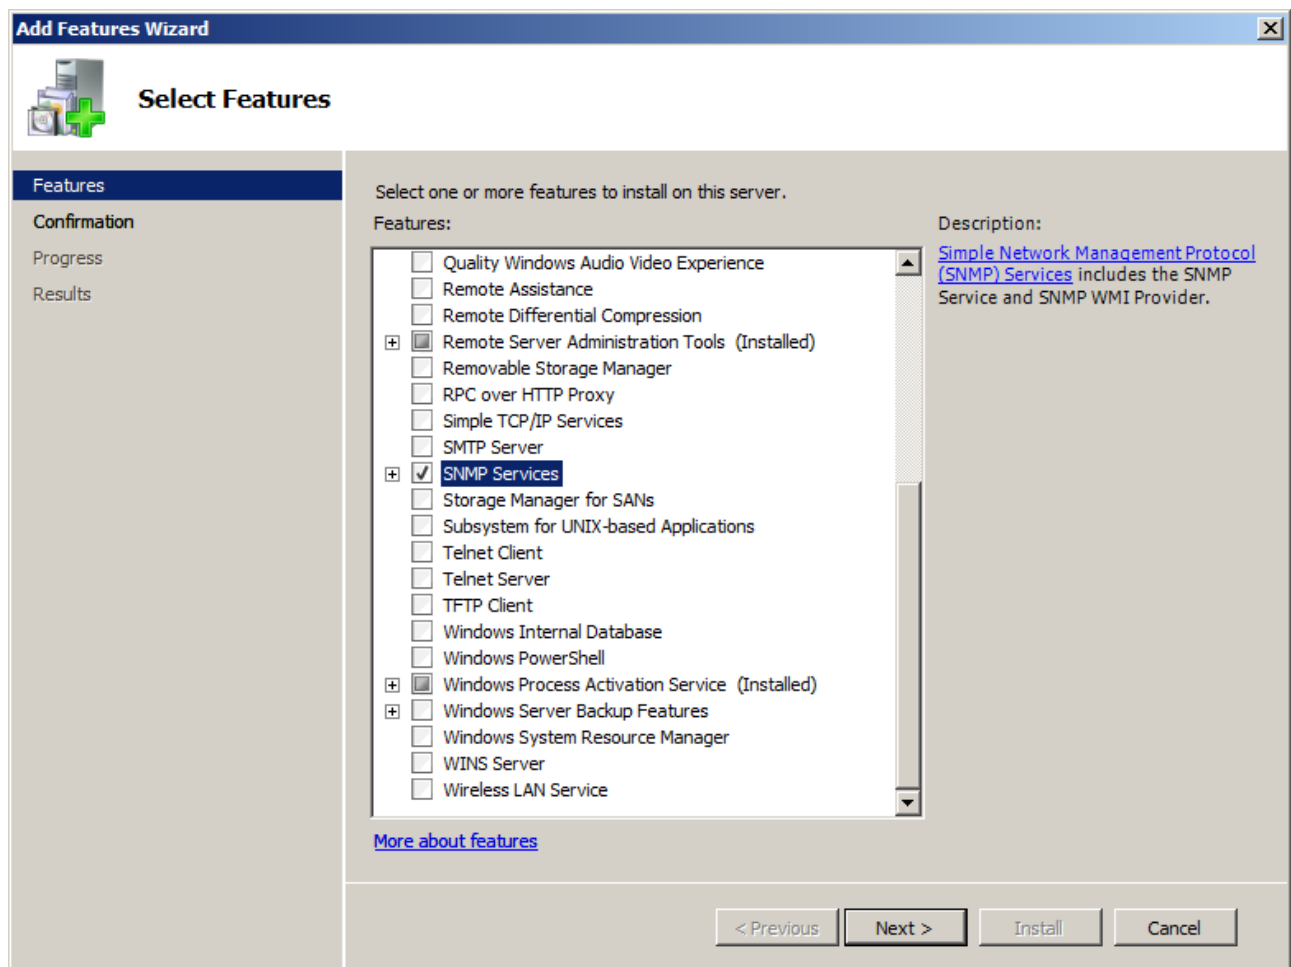 Add Features Wizard
Select Features
Features
Confirmation
Progress
Results
Select one or more features to install on this server.
Features:
Quality Windows Audio Video Experience
Remote Assistance
Remote Differential Compression
Remote Server Administration Tools (Installed)
Removable Storage Manager
RPC over HTTP Proxy
Simple TCP/IP Services
SMTP Server
SNMP Services
Storage Manager for SANs
Subsystem for UNIX-based Applications
Telnet Client
Telnet Server
TFTP Client
Windows Internal Database
Windows PowerShell
Windows Process Activation Service (Installed)
Windows Server Backup Features
Windows System Resource Manager
WINS Server
Wireless LAN Service
More about features
Description:
Simple Network Management Protocol
(SNMP) Services includes the SNMP
Service and SNMP WMI Provider.
< Previous
Next >
Install
Cancel